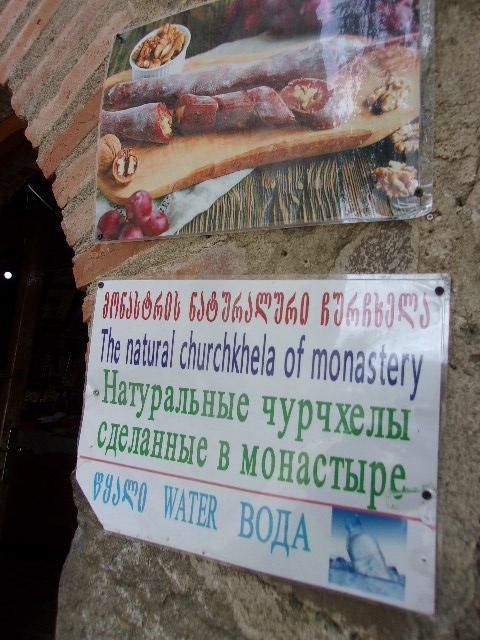 მონასტრის ნატურალური ჩურჩხელა
The natural churchkhela of monastery
Натуральные чурчхелы
сделанные в монастыре
წყალი WATER ВОДА